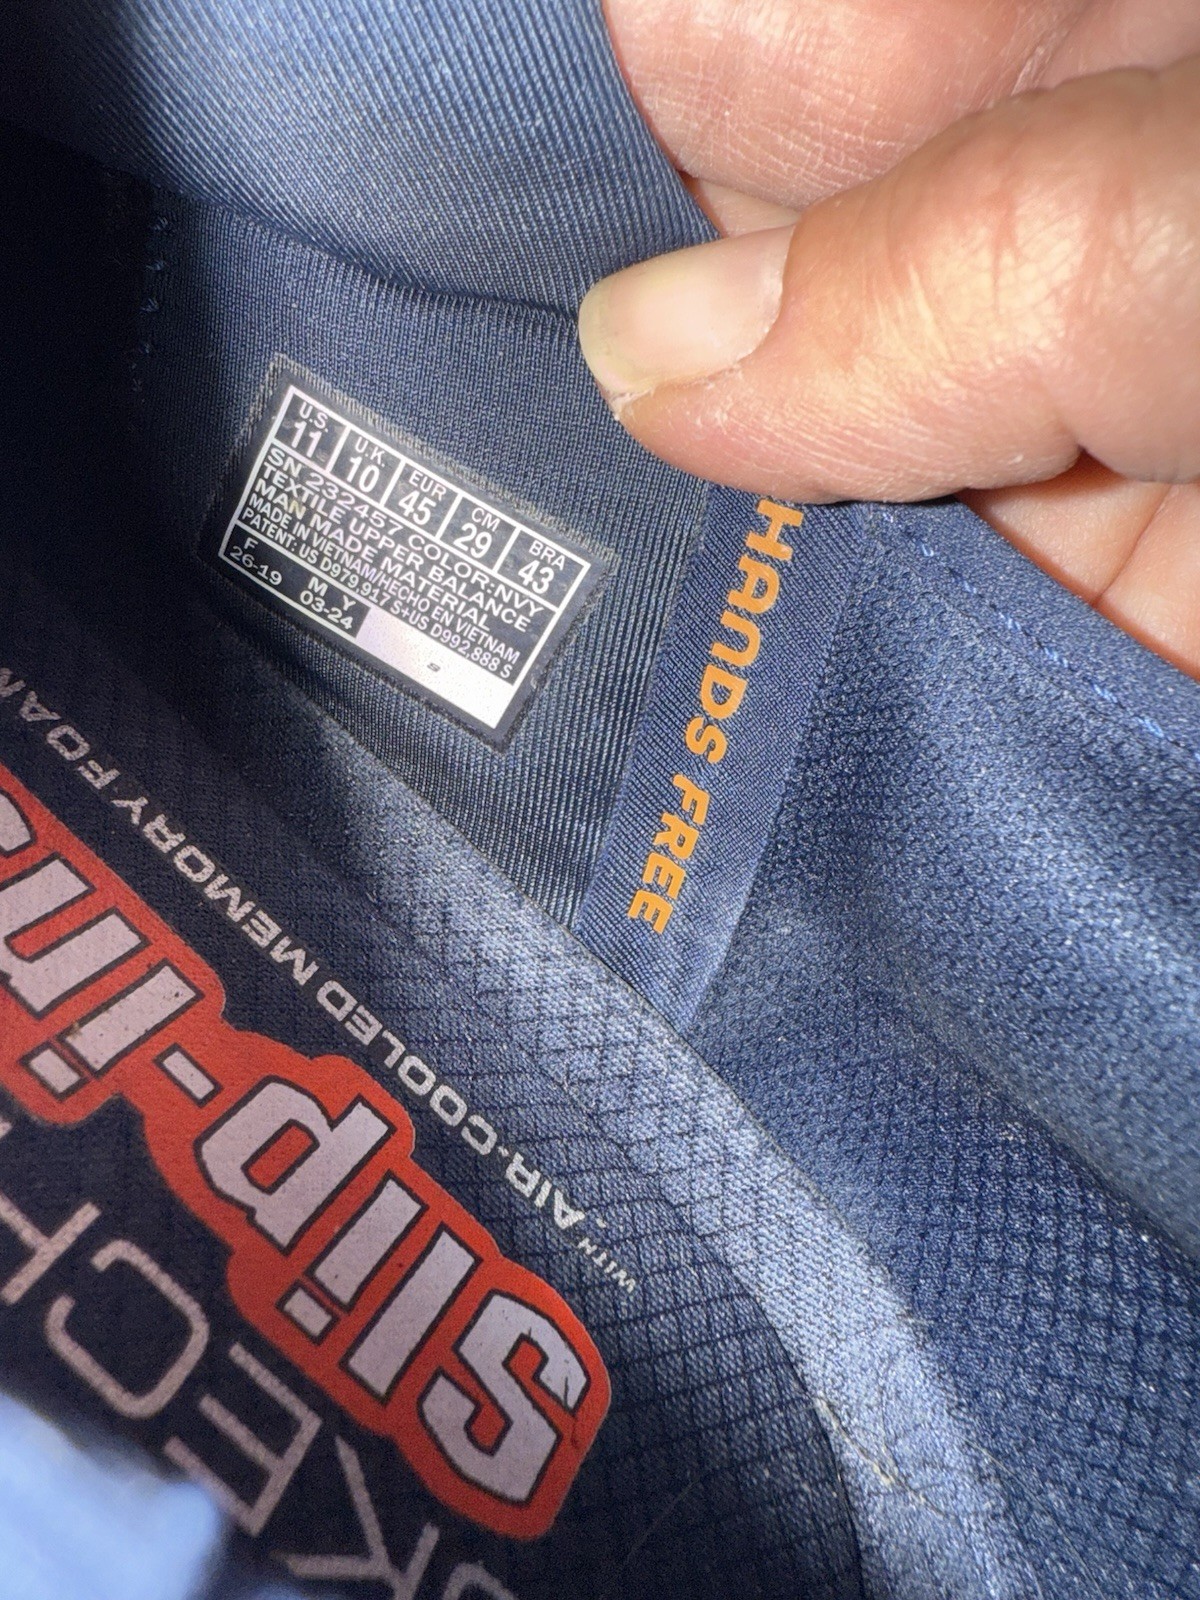 U.S. U.K. EUR CM BRA
11 10 45 29 43
SN 232457 COLOR:NVY
TEXTILE UPPER BALANCE
MAN MADE MATERIAL
MADE IN VIETNAM/HECHO EN VIETNAM
PATENT: US D979,917 S+US D992,888 S
F M Y
26-19 03-24
S
HANDS FREE
WITH AIR-COOLED MEMORY FOAM
Slip-ins
SKECH